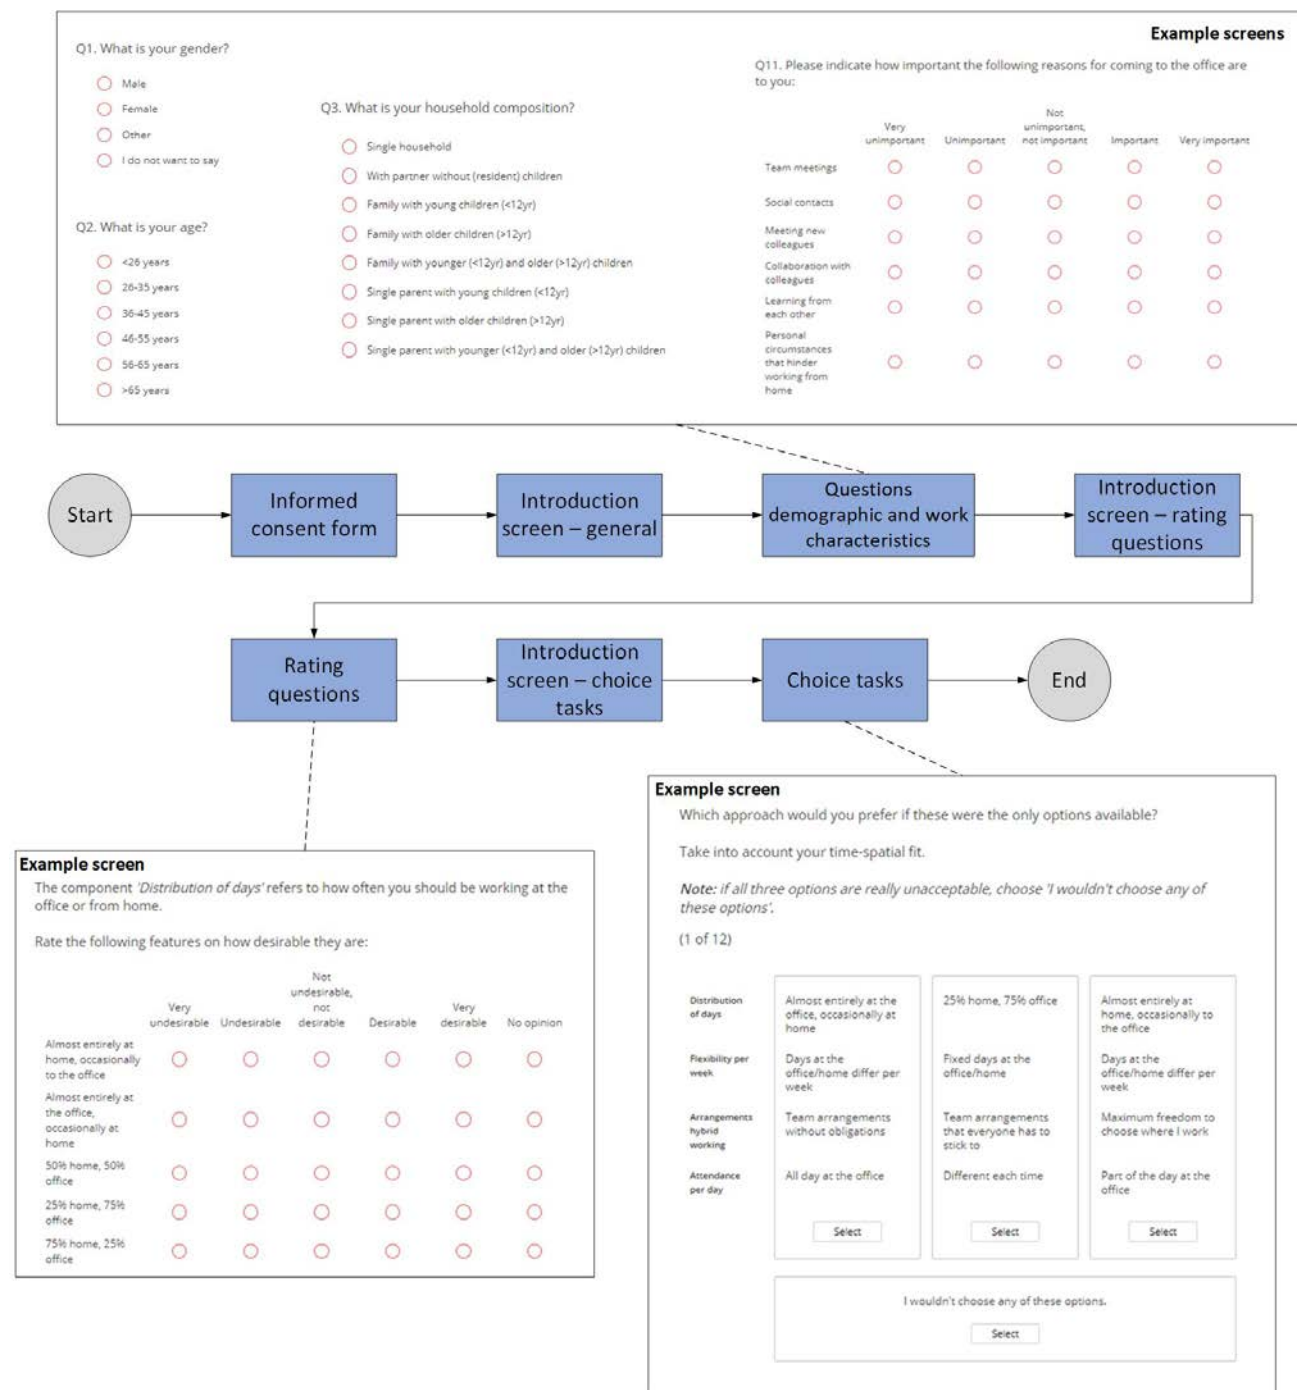 Example screens
Q1. What is your gender?
Male
Female
Other
I do not want to say
Q2. What is your age?
<26 years
26-35 years
36-45 years
46-55 years
56-65 years
>65 years
Q3. What is your household composition?
Single household
With partner without (resident) children
Family with young children (<12yr)
Family with older children (>12yr)
Family with younger (<12yr) and older (>12yr) children
Single parent with young children (<12yr)
Single parent with older children (>12yr)
Single parent with younger (<12yr) and older (>12yr) children
Q11. Please indicate how important the following reasons for coming to the office are
to you:
Very
unimportant
Unimportant
Not
unimportant,
not important
Important
Very important
Team meetings
Social contacts
Meeting new
colleagues
Collaboration with
colleagues
Learning from
each other
Personal
circumstances
that hinder
working from
home
Start
Informed
consent form
Introduction
screen – general
Questions
demographic and work
characteristics
Introduction
screen – rating
questions
Rating
questions
Introduction
screen – choice
tasks
Choice tasks
End
Example screen
The component 'Distribution of days' refers to how often you should be working at the
office or from home.
Rate the following features on how desirable they are:
Very
undesirable
Undesirable
Not
undesirable,
not
desirable
Desirable
Very
desirable
No opinion
Almost entirely at
home, occasionally
to the office
Almost entirely at
the office,
occasionally at
home
50% home, 50%
office
25% home, 75%
office
75% home, 25%
office
Example screen
Which approach would you prefer if these were the only options available?
Take into account your time-spatial fit.
Note: if all three options are really unacceptable, choose 'I wouldn't choose any of
these options'.
(1 of 12)
Distribution
of days
Almost entirely at the
office, occasionally at
home
25% home, 75% office
Almost entirely at
home, occasionally to
the office
Flexibility per
week
Days at the
office/home differ per
week
Fixed days at the
office/home
Days at the
office/home differ per
week
Arrangements
hybrid
working
Team arrangements
without obligations
Team arrangements
that everyone has to
stick to
Maximum freedom to
choose where I work
Attendance
per day
All day at the office
Different each time
Part of the day at the
office
Select
Select
Select
I wouldn't choose any of these options.
Select